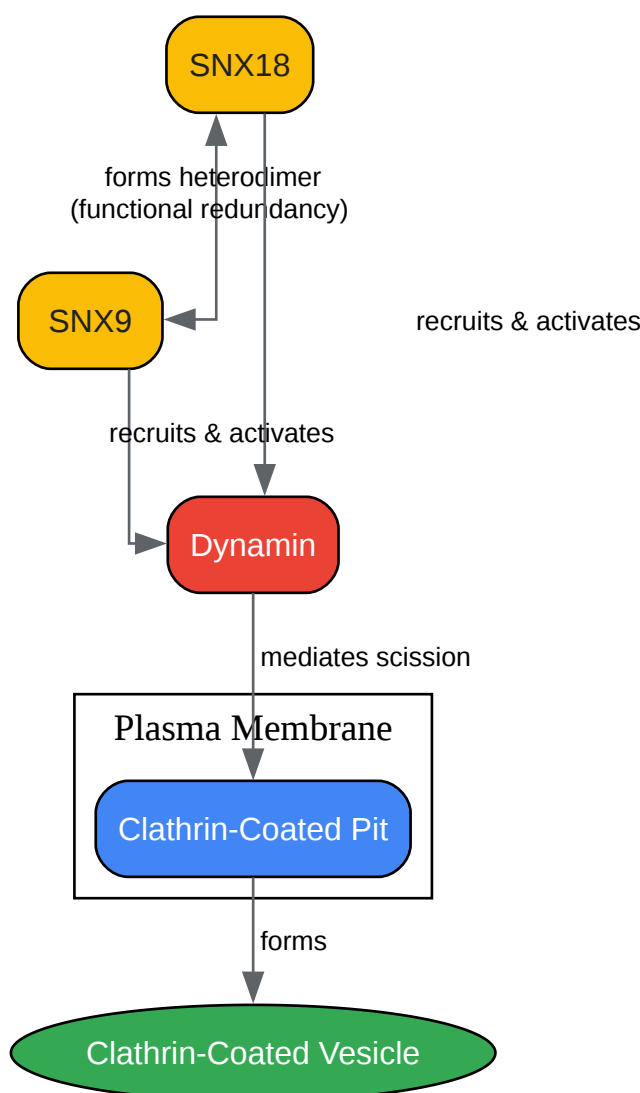 SNX18
forms heterodimer
(functional redundancy)
SNX9
recruits & activates
recruits & activates
Dynamin
mediates scission
Plasma Membrane
Clathrin-Coated Pit
forms
Clathrin-Coated Vesicle